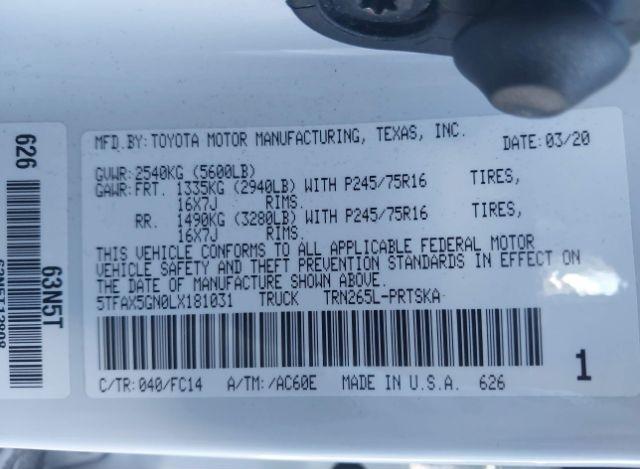 MFD.BY:TOYOTA MOTOR MANUFACTURING, TEXAS, INC. DATE:03/20
GVWR:2540KG (5600LB)
GAWR:FRT. 1335KG (2940LB) WITH P245/75R16 TIRES,
16X7J RIMS.
RR. 1490KG (3280LB) WITH P245/75R16 TIRES,
16X7J RIMS.
THIS VEHICLE CONFORMS TO ALL APPLICABLE FEDERAL MOTOR
VEHICLE SAFETY AND THEFT PREVENTION STANDARDS IN EFFECT ON
THE DATE OF MANUFACTURE SHOWN ABOVE.
5TFAX5GN0LX181031 TRUCK TRN265L-PRTSKA
C/TR:040/FC14 A/TM:/AC60E MADE IN U.S.A. 626
1
626
63N5T